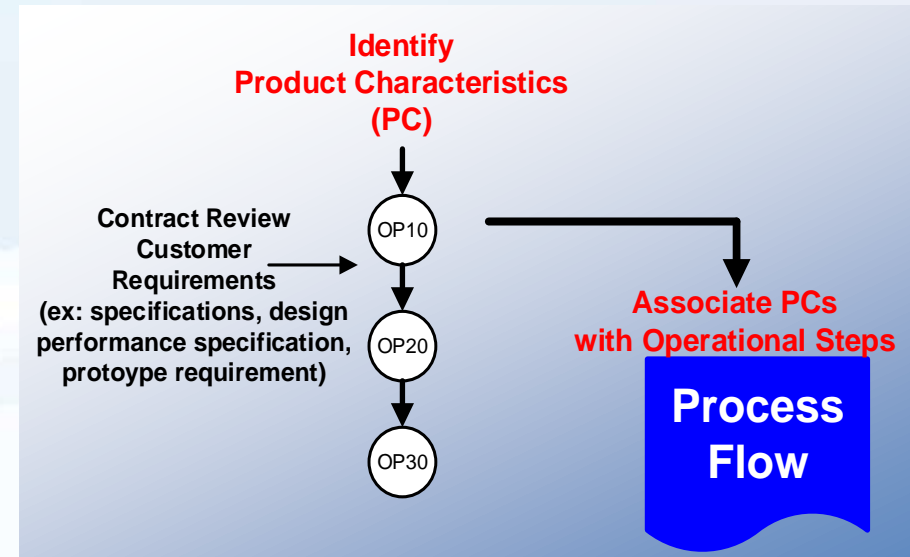 Identify
Product Characteristics
(PC)
OP10
Contract Review
Customer
Requirements
(ex: specifications, design
performance specification,
protoype requirement)
OP20
OP30
Associate PCs
with Operational Steps
Process
Flow